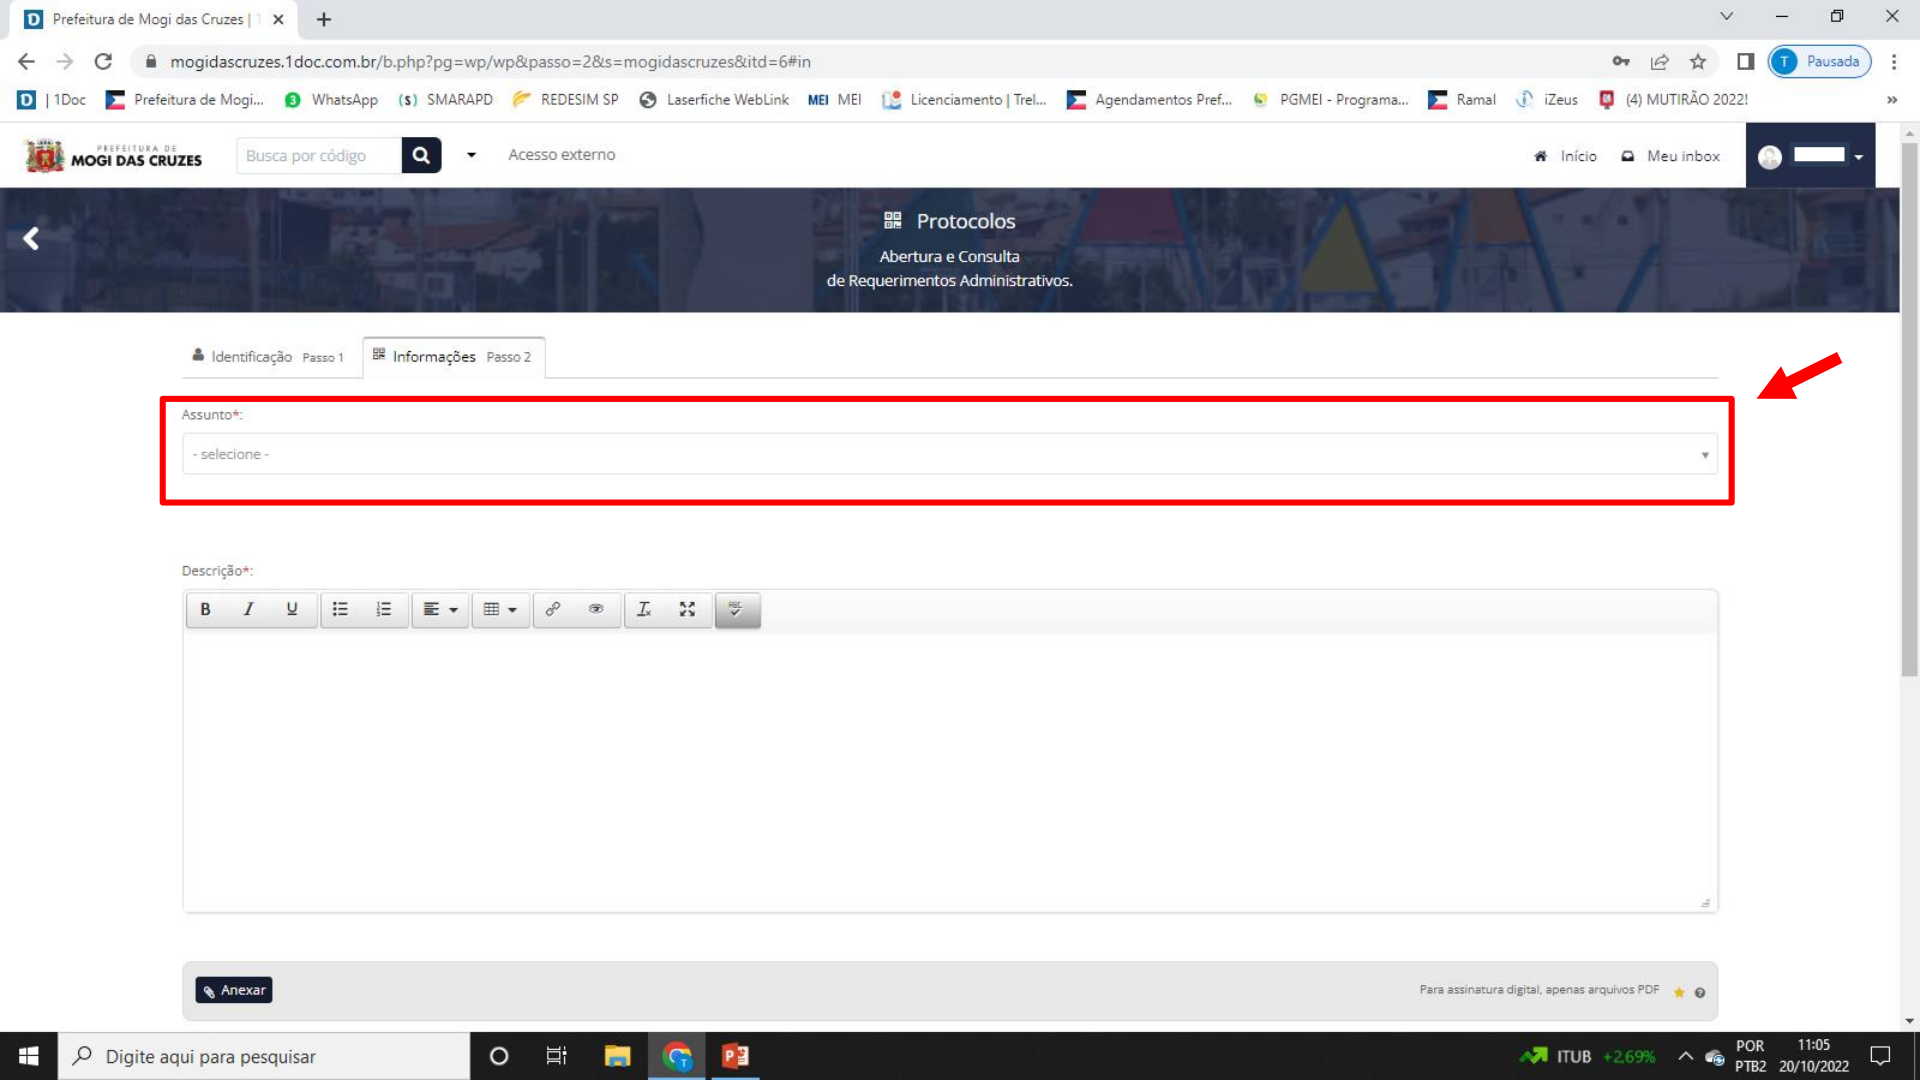 Prefeitura de Mogi das Cruzes |
mogidascruzes.1doc.com.br/b.php?pg=wp/wp&passo=2&s=mogidascruzes&itd=6#in
T Pausada
| 1Doc Prefeitura de Mogi... WhatsApp (s) SMARAPD REDESIM SP Laserfiche WebLink MEI MEI Licenciamento | Trel... Agendamentos Pref... PGMEI - Programa... Ramal iZeus (4) MUTIRÃO 2022! »
PREFEITURA DE
MOGI DAS CRUZES
Busca por código
Acesso externo
Início Meu inbox
Protocolos
Abertura e Consulta
de Requerimentos Administrativos.
Identificação Passo 1 Informações Passo 2
Assunto*:
- selecione -
Descrição*:
B I U
Anexar
Para assinatura digital, apenas arquivos PDF
Digite aqui para pesquisar
ITUB +2,69%
POR 11:05
PTB2 20/10/2022